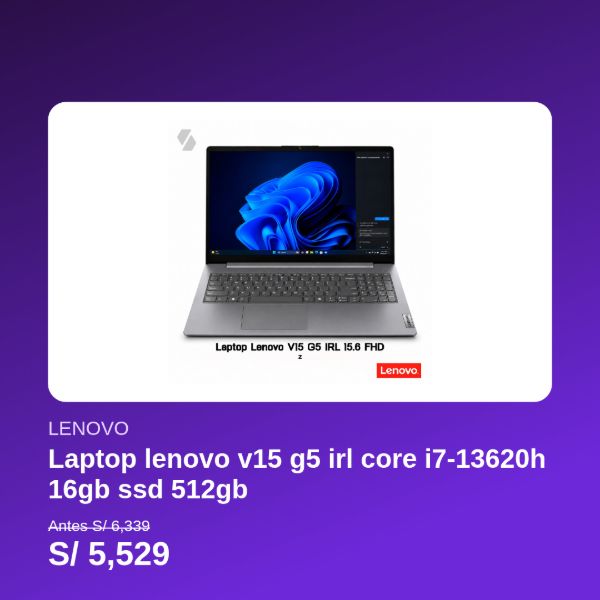 Laptop Lenovo V15 G5 IRL 15.6 FHD
z
Lenovo
LENOVO
Laptop lenovo v15 g5 irl core i7-13620h
16gb ssd 512gb
Antes S/ 6,339
S/ 5,529